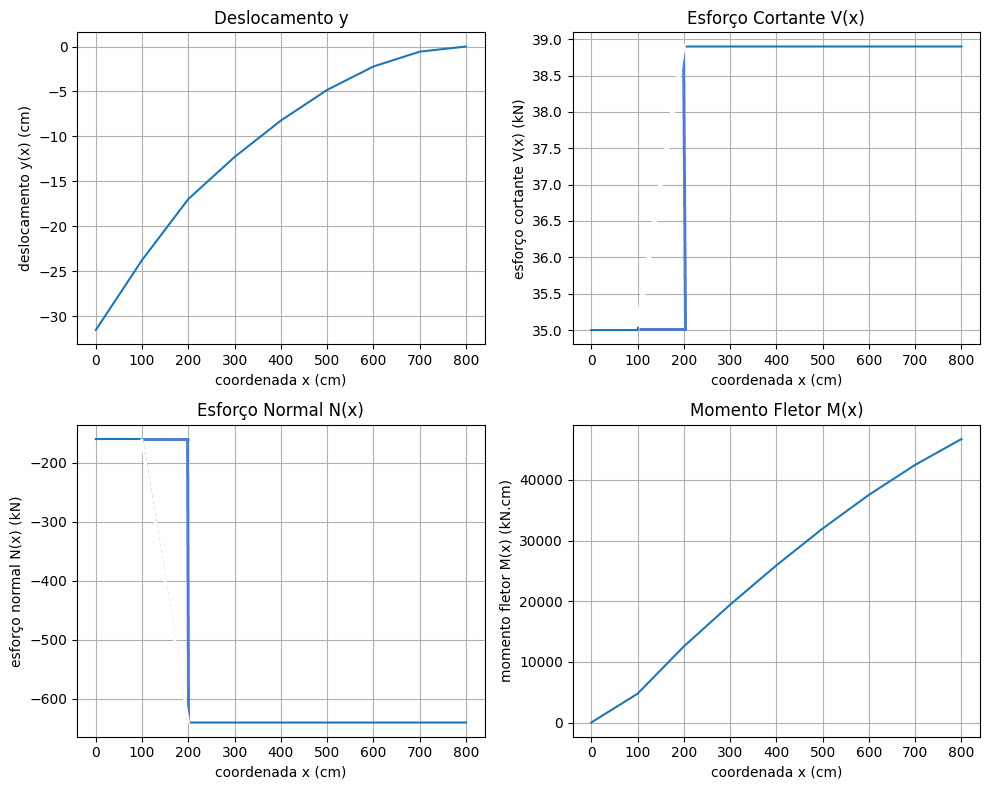 Deslocamento y
deslocamento y(x) (cm)
0
−5
−10
−15
−20
−25
−30
0 100 200 300 400 500 600 700 800
coordenada x (cm)
Esforço Cortante V(x)
esforço cortante V(x) (kN)
39.0
38.5
38.0
37.5
37.0
36.5
36.0
35.5
35.0
0 100 200 300 400 500 600 700 800
coordenada x (cm)
Esforço Normal N(x)
esforço normal N(x) (kN)
−200
−300
−400
−500
−600
0 100 200 300 400 500 600 700 800
coordenada x (cm)
Momento Fletor M(x)
momento fletor M(x) (kN.cm)
40000
30000
20000
10000
0
0 100 200 300 400 500 600 700 800
coordenada x (cm)